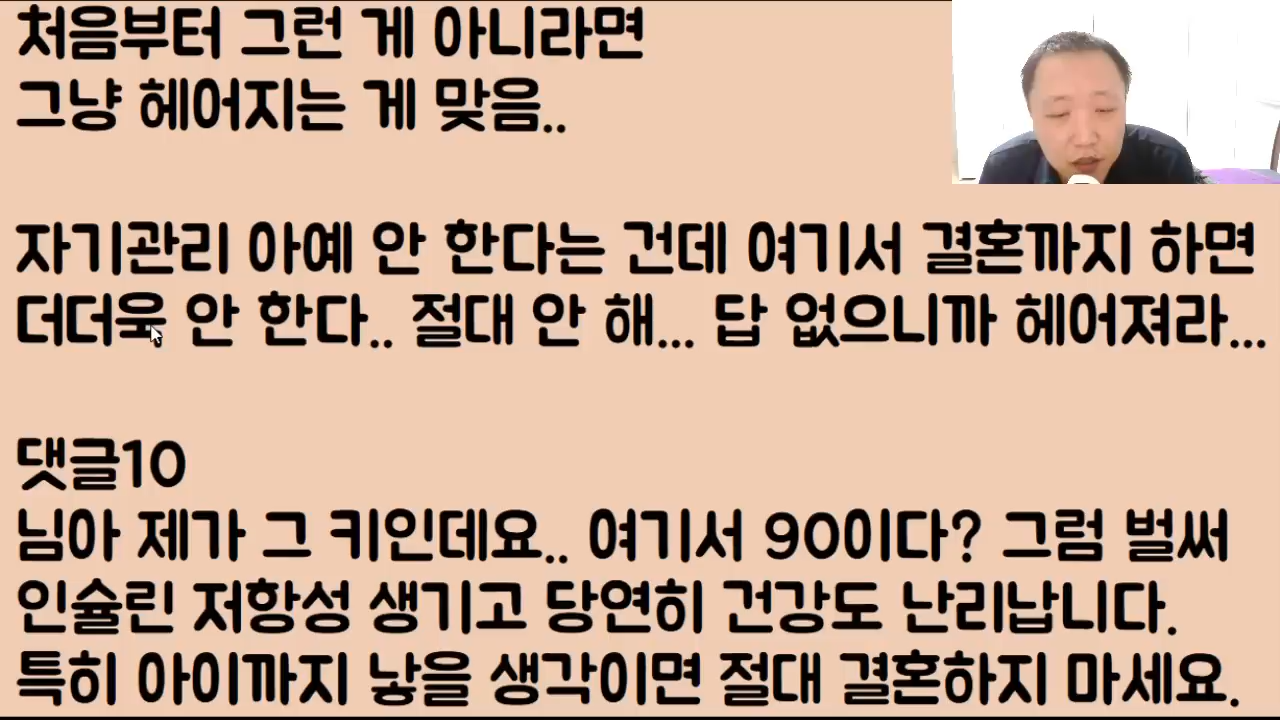 처음부터 그런 게 아니라면
그냥 헤어지는 게 맞음..
자기관리 아예 안 한다는 건데 여기서 결혼까지 하면
더더욱 안 한다.. 절대 안 해... 답 없으니까 헤어져라...
댓글10
님아 제가 그 키인데요.. 여기서 90이다? 그럼 벌써
인슐린 저항성 생기고 당연히 건강도 난리납니다.
특히 아이까지 낳을 생각이면 절대 결혼하지 마세요.